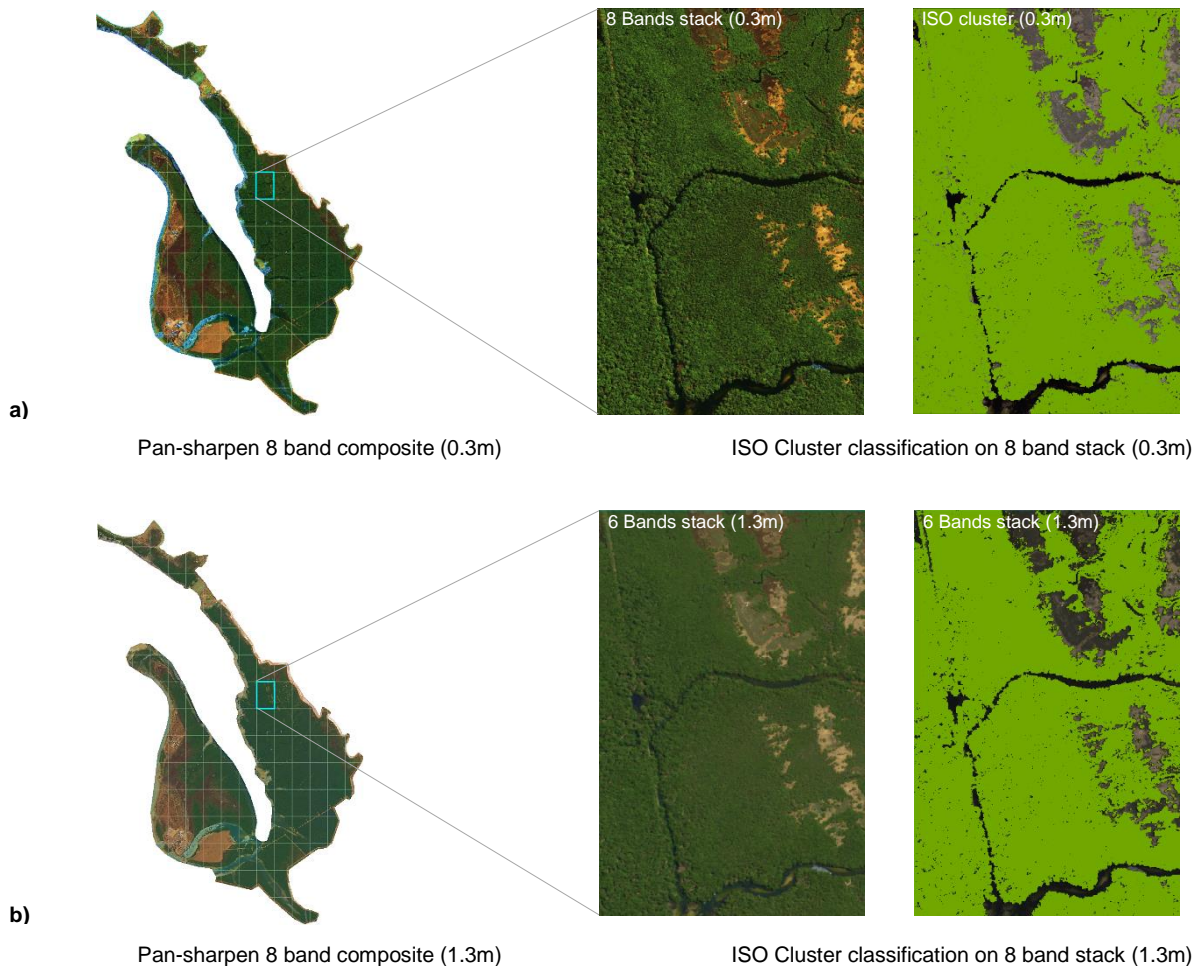 8 Bands stack (0.3m)
ISO cluster (0.3m)
a)
Pan-sharpen 8 band composite (0.3m)
ISO Cluster classification on 8 band stack (0.3m)
6 Bands stack (1.3m)
6 Bands stack (1.3m)
b)
Pan-sharpen 8 band composite (1.3m)
ISO Cluster classification on 8 band stack (1.3m)